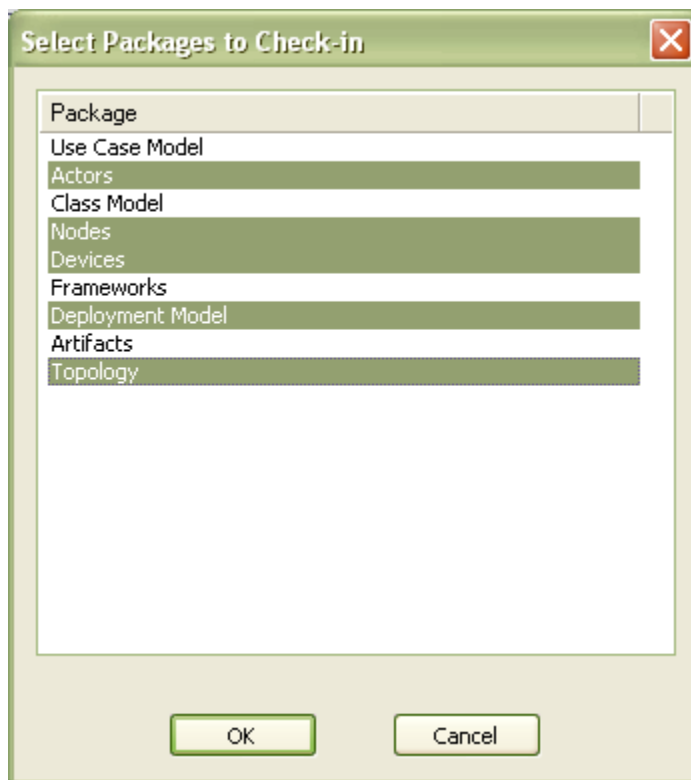 Select Packages to Check-in
Package
Use Case Model
Actors
Class Model
Nodes
Devices
Frameworks
Deployment Model
Artifacts
Topology
OK
Cancel